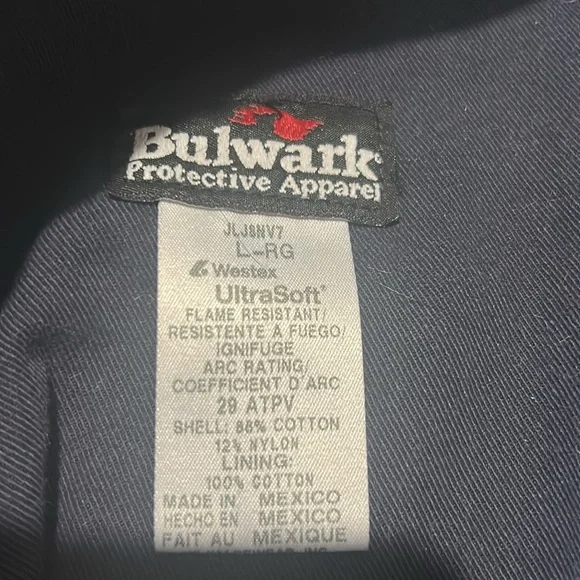 Bulwark®
Protective Apparel
JLJ8NV7
L-RG
Westex
UltraSoft®
FLAME RESISTANT/
RESISTENTE A FUEGO/
IGNIFUGE
ARC RATING/
COEFFICIENT D'ARC
29 ATPV
SHELL: 88% COTTON
12% NYLON
LINING:
100% COTTON
MADE IN MEXICO
HECHO EN MEXICO
FAIT AU MEXIQUE
INC